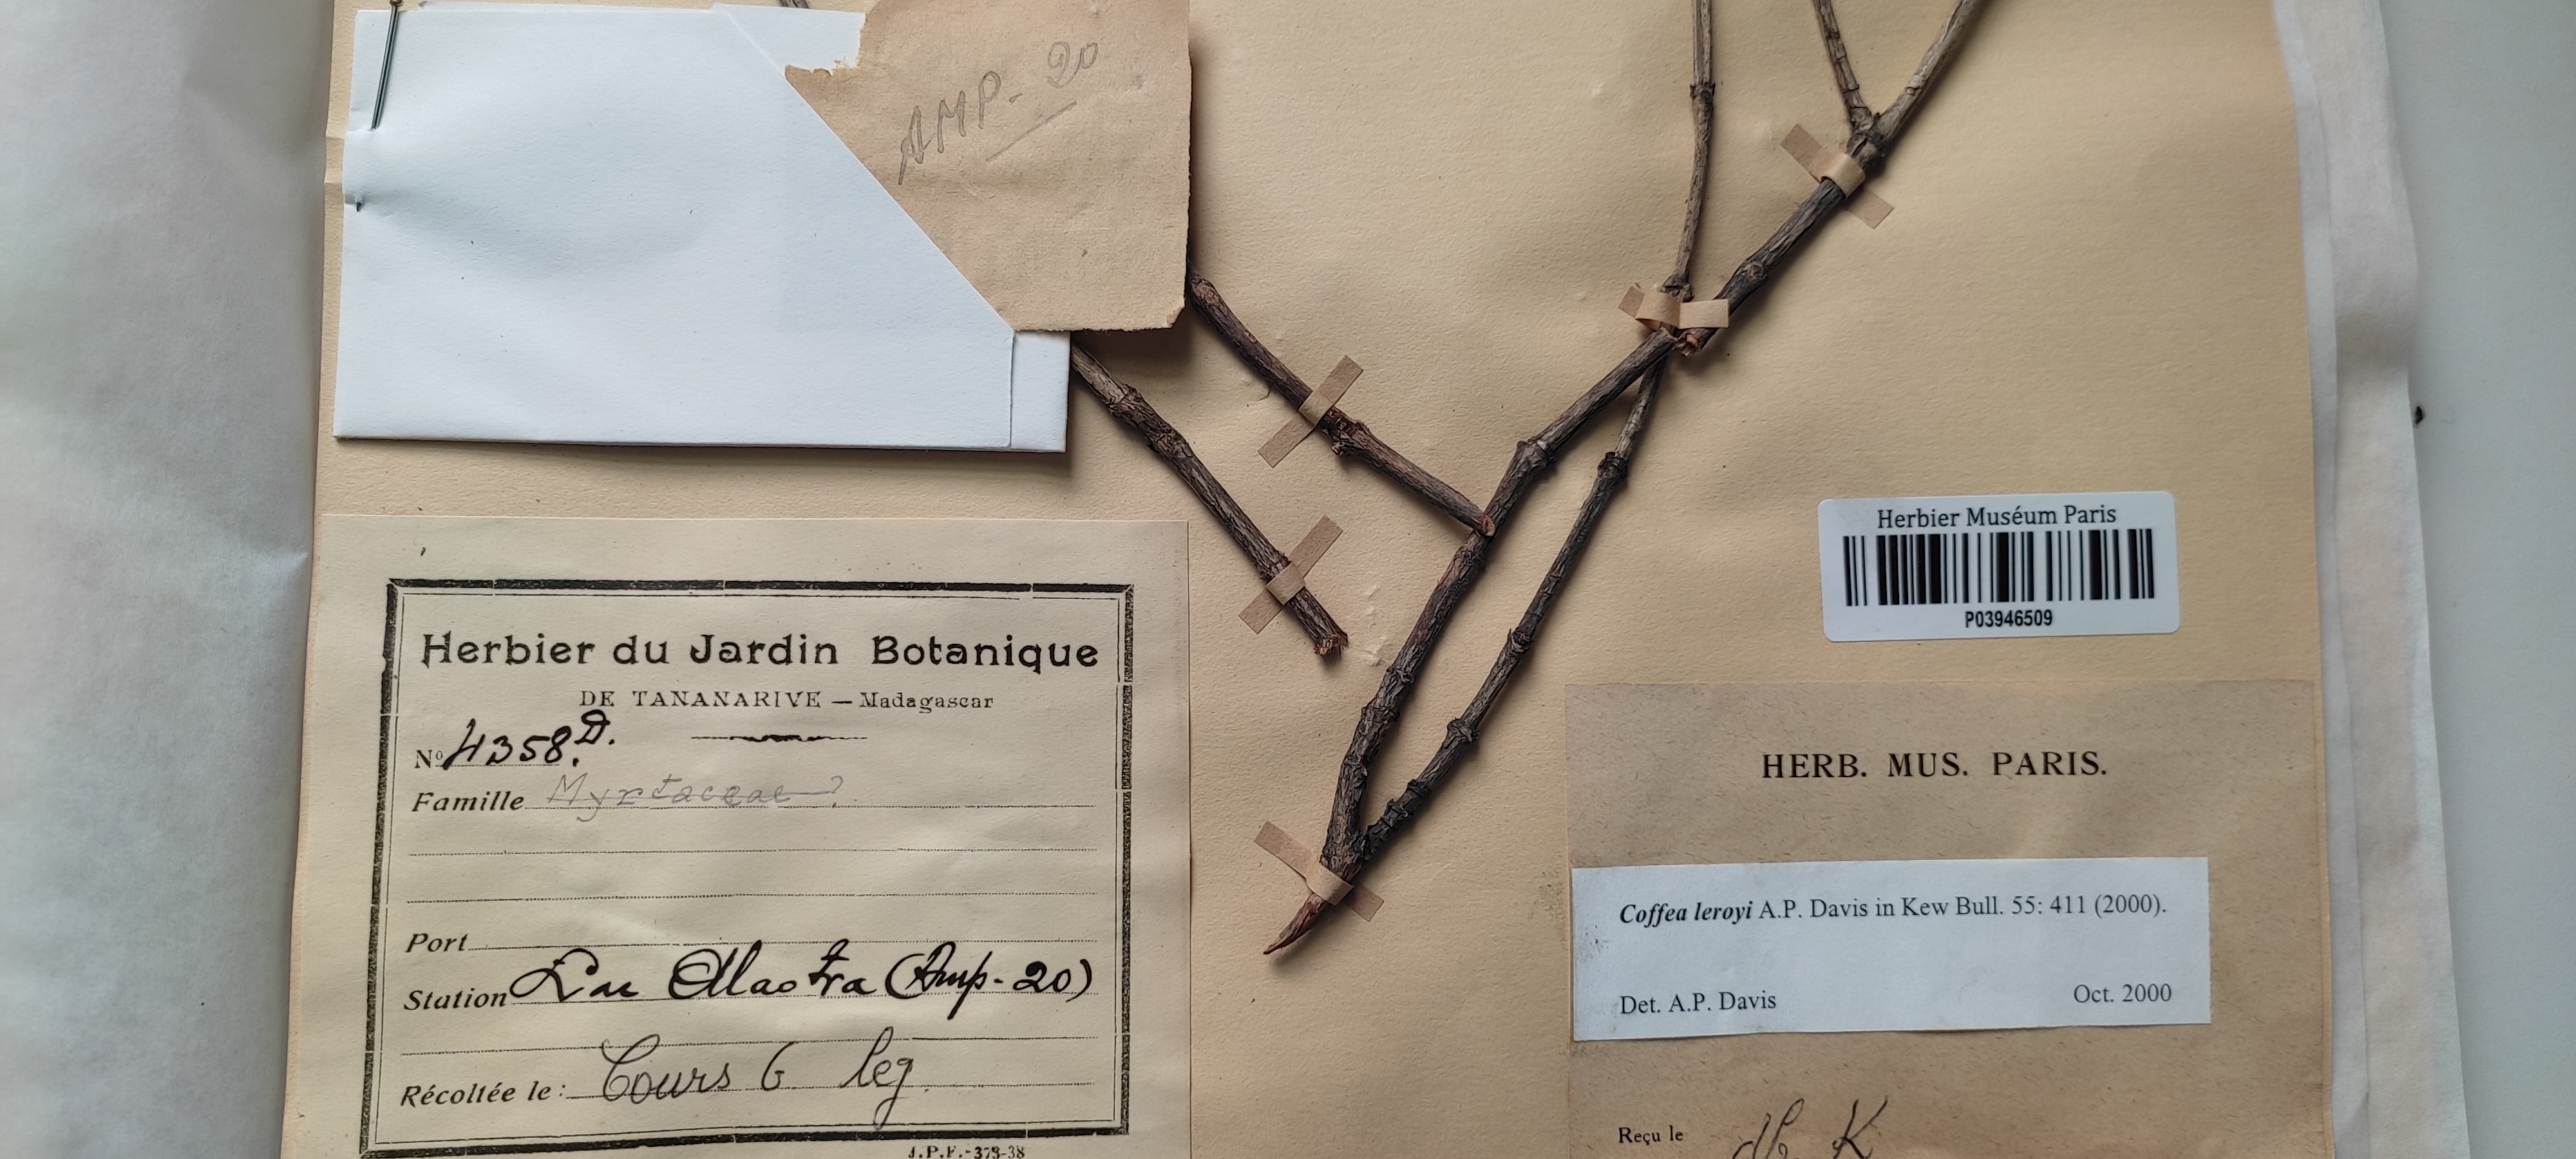 AMP. 20
Herbier Muséum Paris
P03946509
Herbier du Jardin Botanique
DE TANANARIVE — Madagascar
No 4358.D.
Famille Myrtaceae ?
Port
Station Lac Alaotra (Amp-20)
Récoltée le : Cours G leg.
J.P.F.-373-38
HERB. MUS. PARIS.
Coffea leroyi A.P. Davis in Kew Bull. 55: 411 (2000).
Det. A.P. Davis Oct. 2000
Reçu le